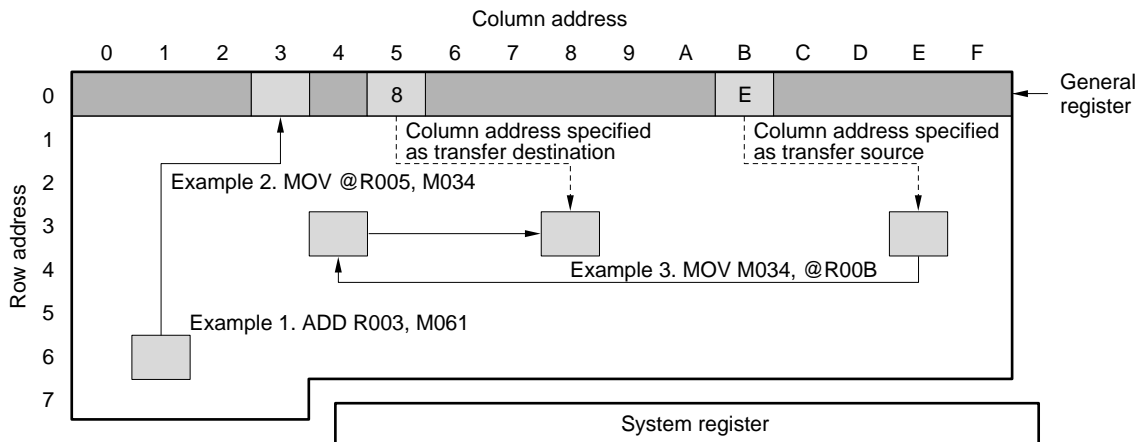 Column address
0 1 2 3 4 5 6 7 8 9 A B C D E F
0 8 E
General
register
1
Column address specified
as transfer destination
Column address specified
as transfer source
2
Example 2. MOV @R005, M034
Row address
3
4
Example 3. MOV M034, @R00B
5
Example 1. ADD R003, M061
6
7
System register